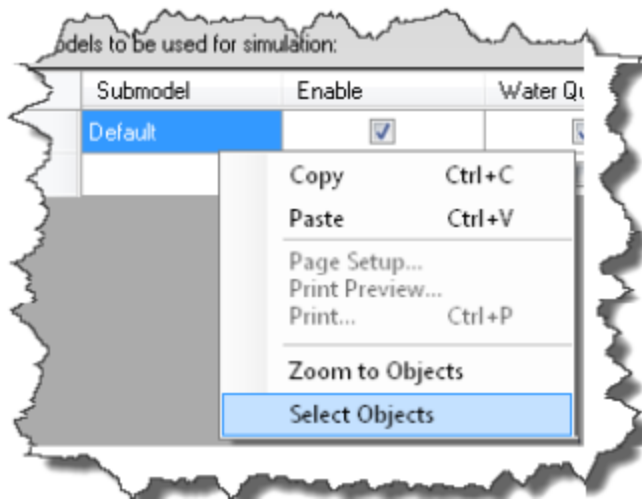 dels to be used for simulation:
Submodel Enable Water Qu
Default
Copy Ctrl+C
Paste Ctrl+V
Page Setup...
Print Preview...
Print... Ctrl+P
Zoom to Objects
Select Objects